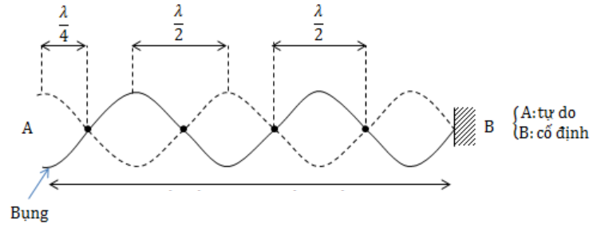 λ/4 λ/2 λ/2
A B {A: tự do
B: cố định
Bụng